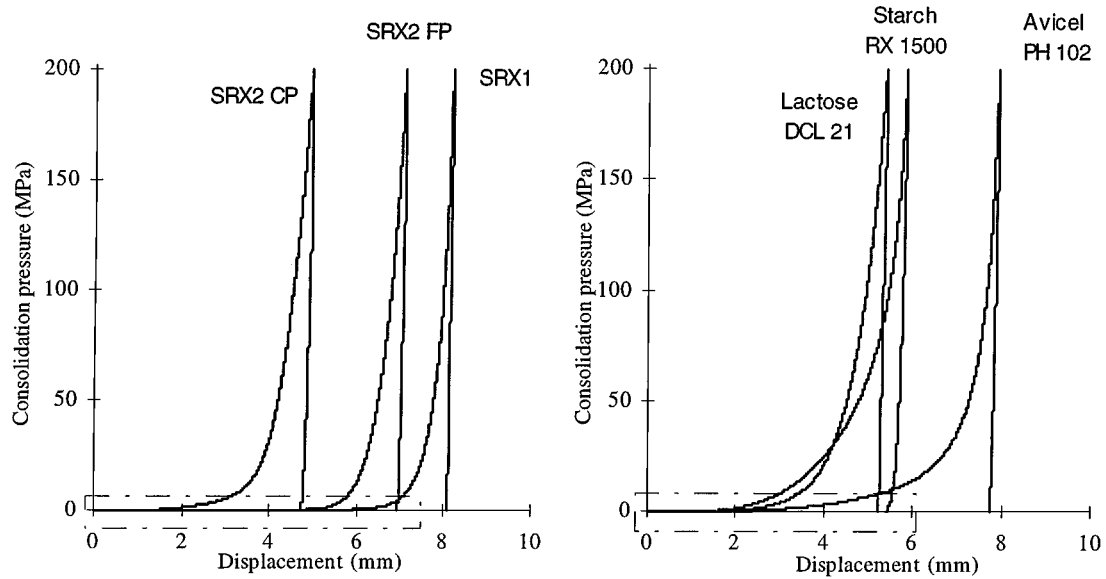 SRX2 FP
SRX2 CP
SRX1
200
150
100
50
0
Consolidation pressure (MPa)
0 2 4 6 8 10
Displacement (mm)
Starch
RX 1500
Avicel
PH 102
Lactose
DCL 21
200
150
100
50
0
Consolidation pressure (MPa)
0 2 4 6 8 10
Displacement (mm)